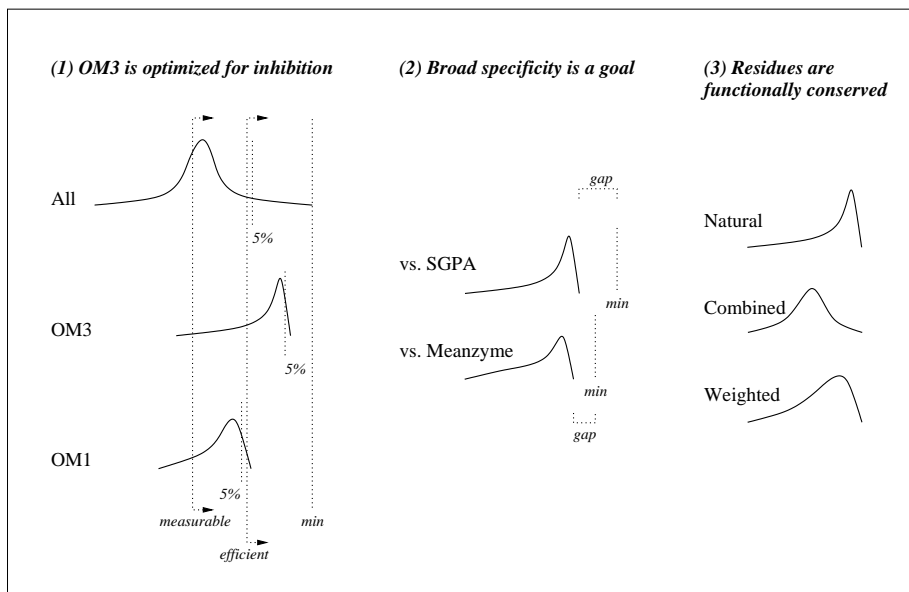 (1) OM3 is optimized for inhibition
All
5%
OM3
5%
OM1
5%
measurable
min
efficient
(2) Broad specificity is a goal
gap
vs. SGPA
min
vs. Meanzyme
min
gap
(3) Residues are
functionally conserved
Natural
Combined
Weighted